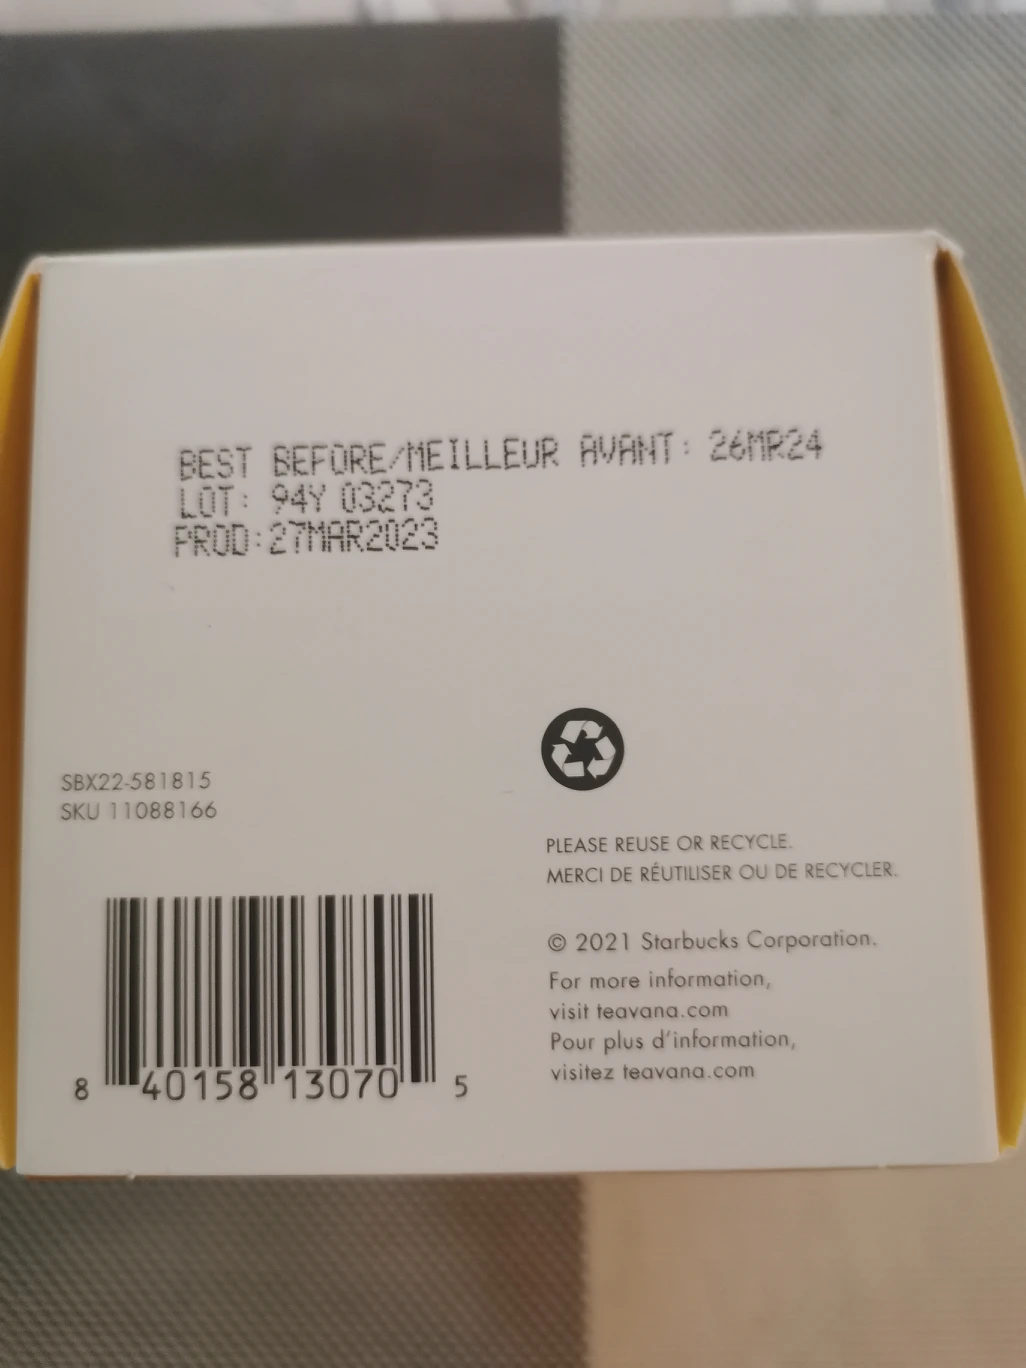 BEST BEFORE/MEILLEUR AVANT: 26MR24
LOT: 94Y 03273
PROD:27MAR2023
SBX22-581815
SKU 11088166
8 40158 13070 5
PLEASE REUSE OR RECYCLE.
MERCI DE RÉUTILISER OU DE RECYCLER.
© 2021 Starbucks Corporation.
For more information,
visit teavana.com
Pour plus d'information,
visitez teavana.com